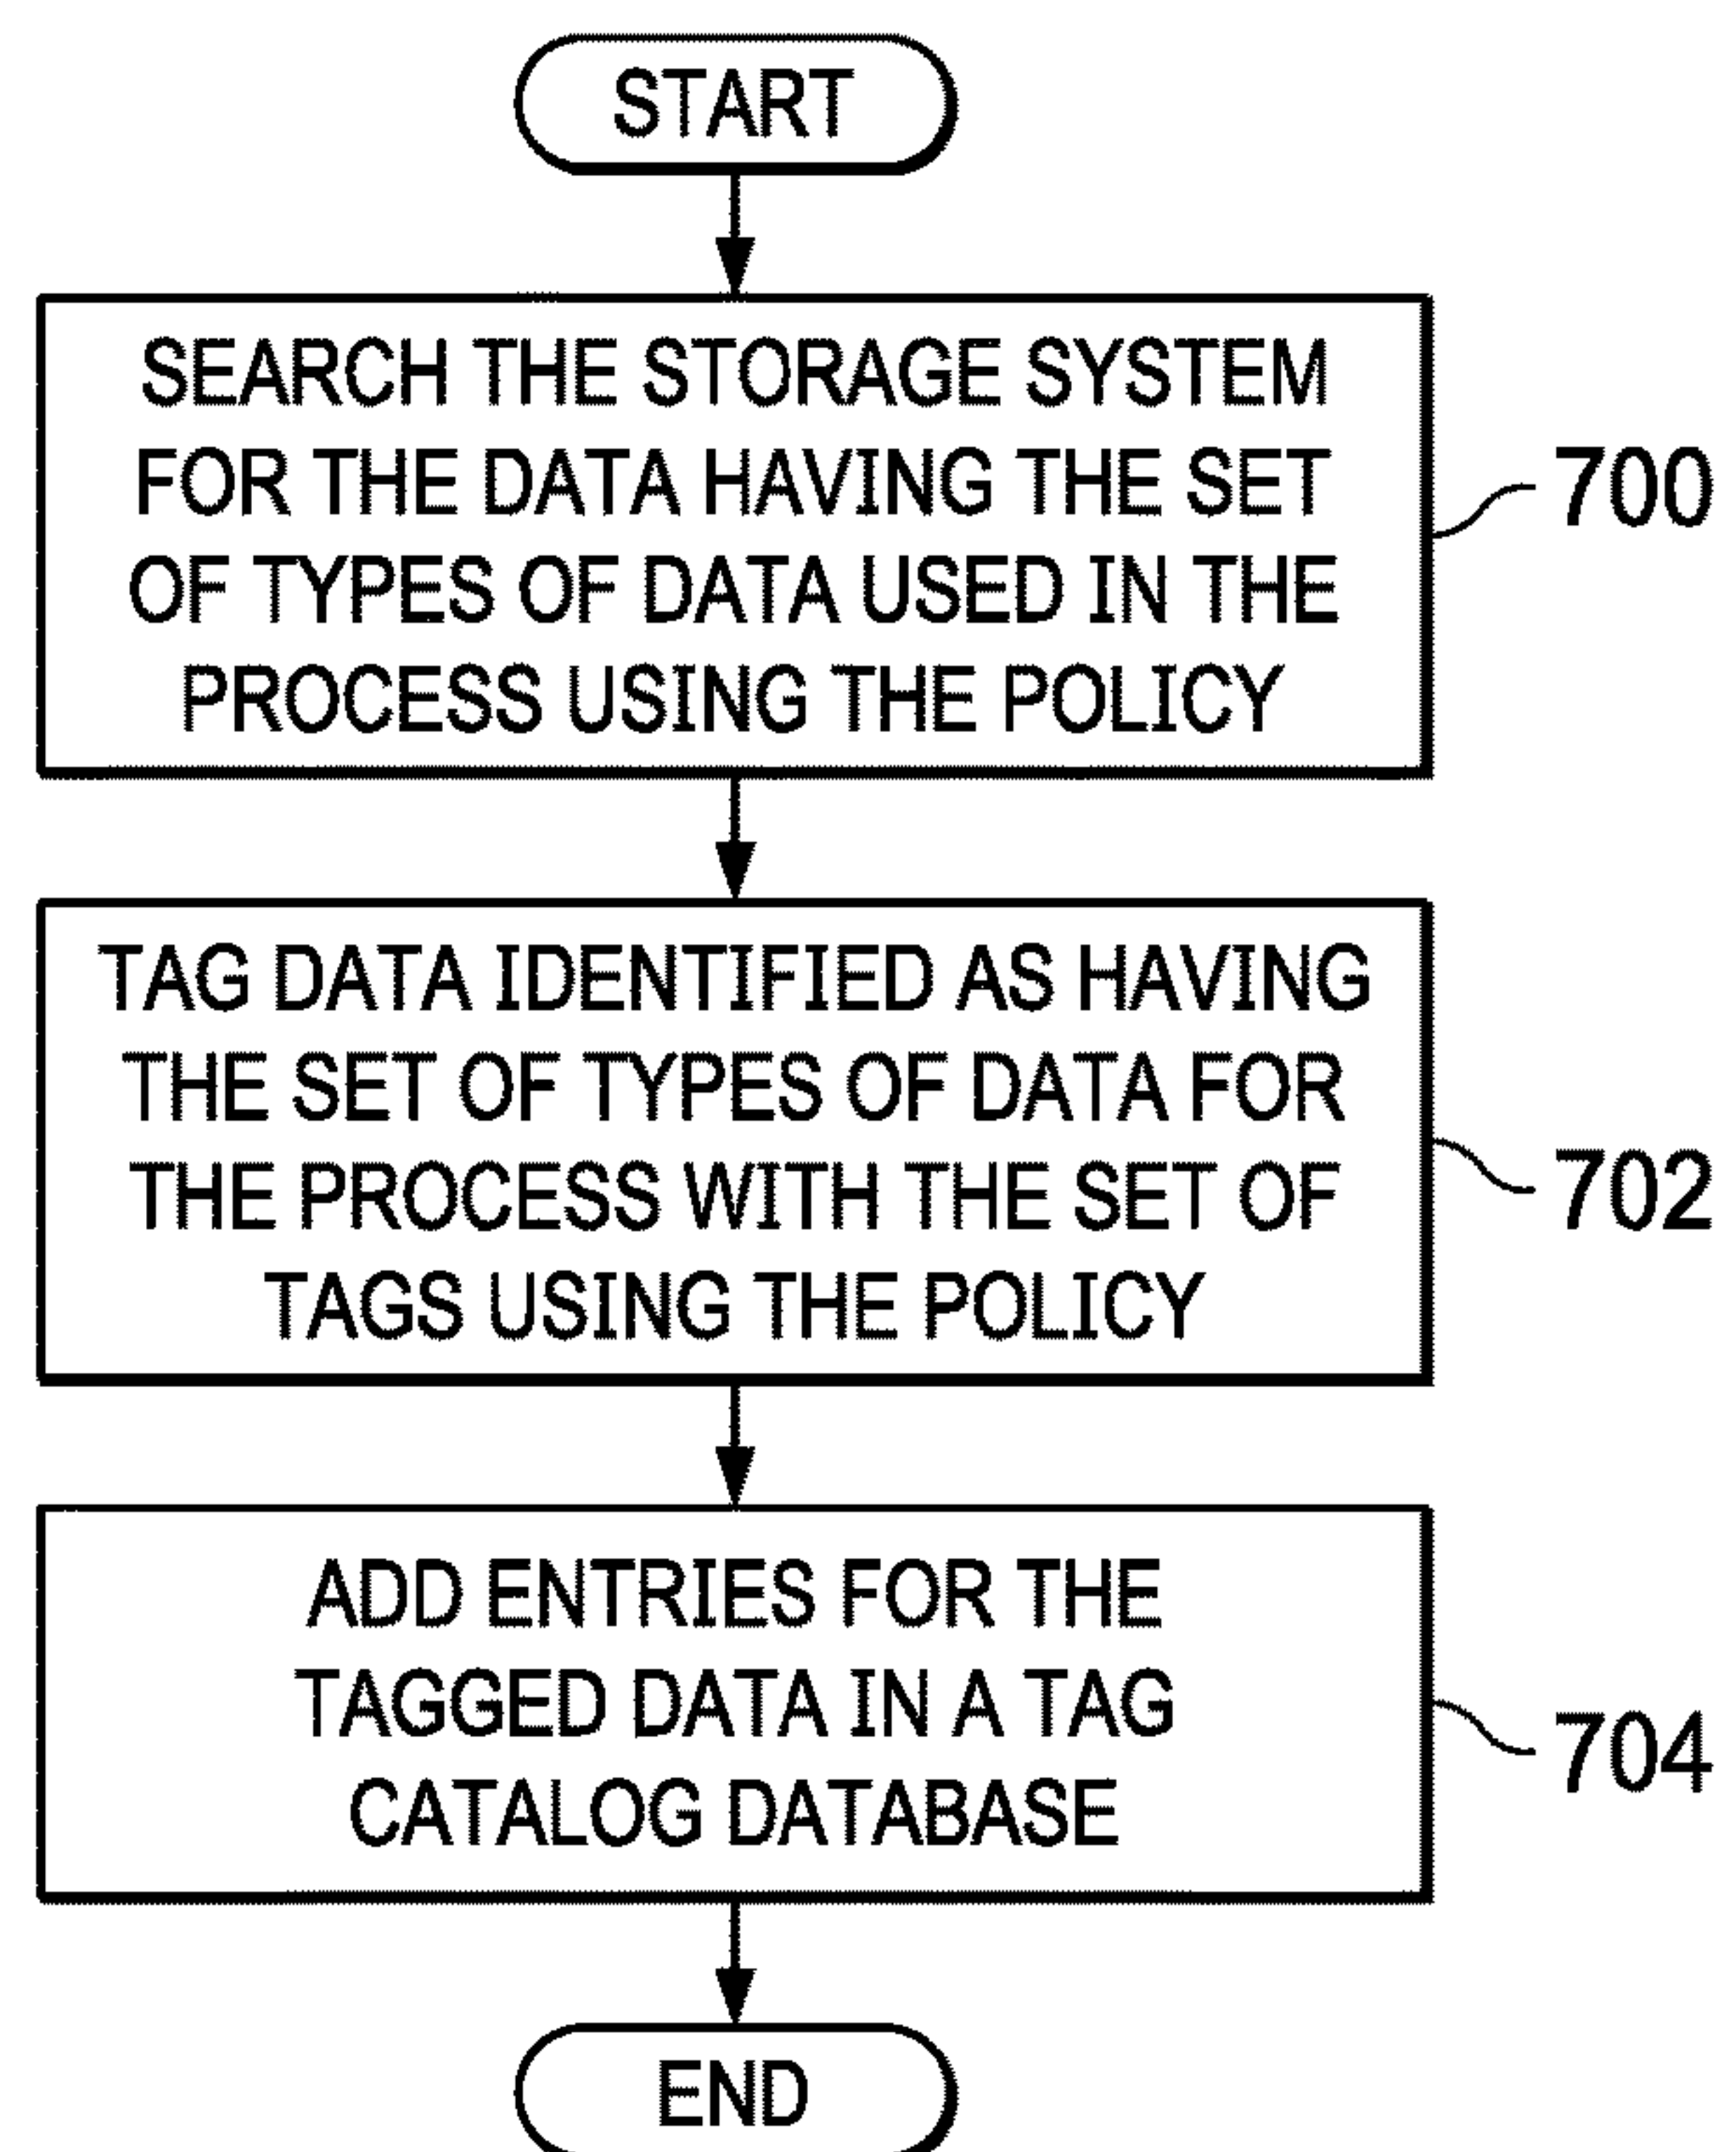 START
SEARCH THE STORAGE SYSTEM
FOR THE DATA HAVING THE SET
OF TYPES OF DATA USED IN THE
PROCESS USING THE POLICY
700
TAG DATA IDENTIFIED AS HAVING
THE SET OF TYPES OF DATA FOR
THE PROCESS WITH THE SET OF
TAGS USING THE POLICY
702
ADD ENTRIES FOR THE
TAGGED DATA IN A TAG
CATALOG DATABASE
704
END